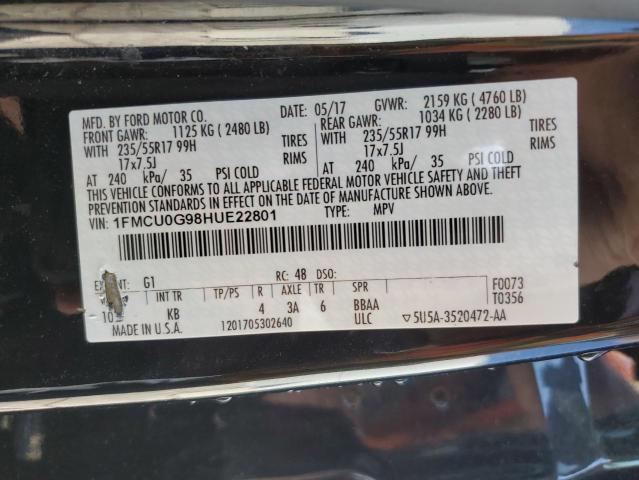 MFD. BY FORD MOTOR CO.
DATE: 05/17 GVWR: 2159 KG (4760 LB)
FRONT GAWR: 1125 KG (2480 LB)
REAR GAWR: 1034 KG (2280 LB)
WITH 235/55R17 99H TIRES
WITH 235/55R17 99H TIRES
17x7.5J RIMS
17x7.5J RIMS
AT 240 kPa/ 35 PSI COLD
AT 240 kPa/ 35 PSI COLD
THIS VEHICLE CONFORMS TO ALL APPLICABLE FEDERAL MOTOR VEHICLE SAFETY AND THEFT
PREVENTION STANDARDS IN EFFECT ON THE DATE OF MANUFACTURE SHOWN ABOVE.
VIN: 1FMCU0G98HUE22801
TYPE: MPV
G1
RC: 48 DSO:
F0073
T0356
INT TR TP/PS R AXLE TR SPR
KB 4 3A 6 BBAA
ULC
MADE IN U.S.A.
1201705302640
▽5U5A-3520472-AA